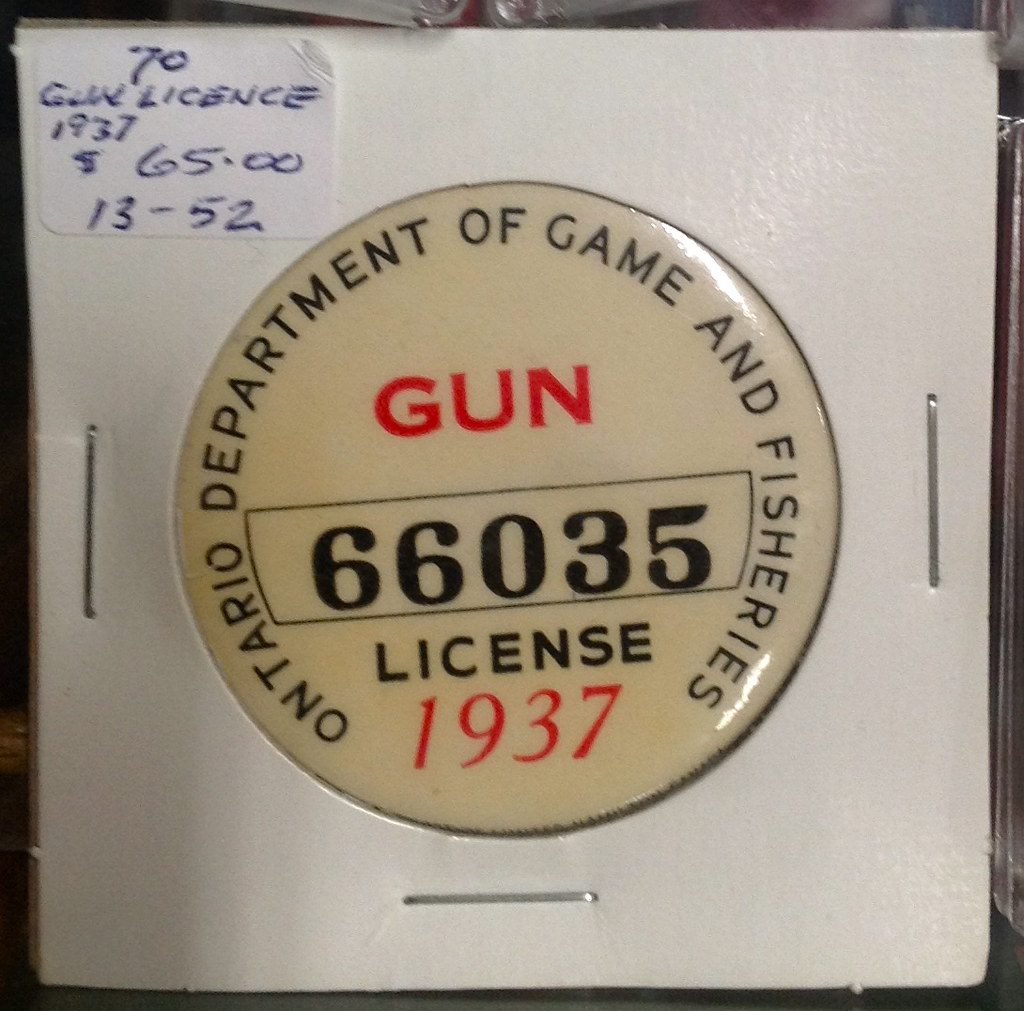 70
GUN LICENCE
1937
$ 65.00
13-52
ONTARIO DEPARTMENT OF GAME AND FISHERIES
GUN
66035
LICENSE
1937